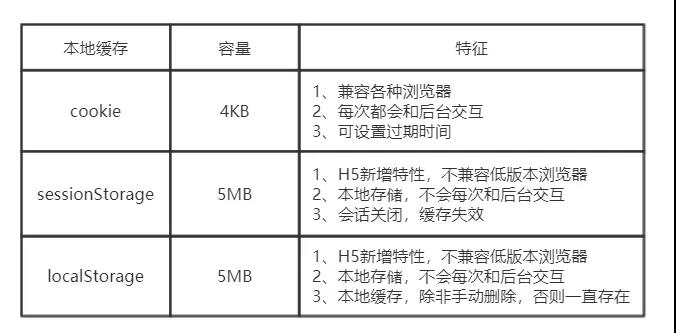 本地缓存 容量 特征
cookie 4KB
1、兼容各种浏览器
2、每次都会和后台交互
3、可设置过期时间
sessionStorage 5MB
1、H5新增特性，不兼容低版本浏览器
2、本地存储，不会每次和后台交互
3、会话关闭，缓存失效
localStorage 5MB
1、H5新增特性，不兼容低版本浏览器
2、本地存储，不会每次和后台交互
3、本地缓存，除非手动删除，否则一直存在